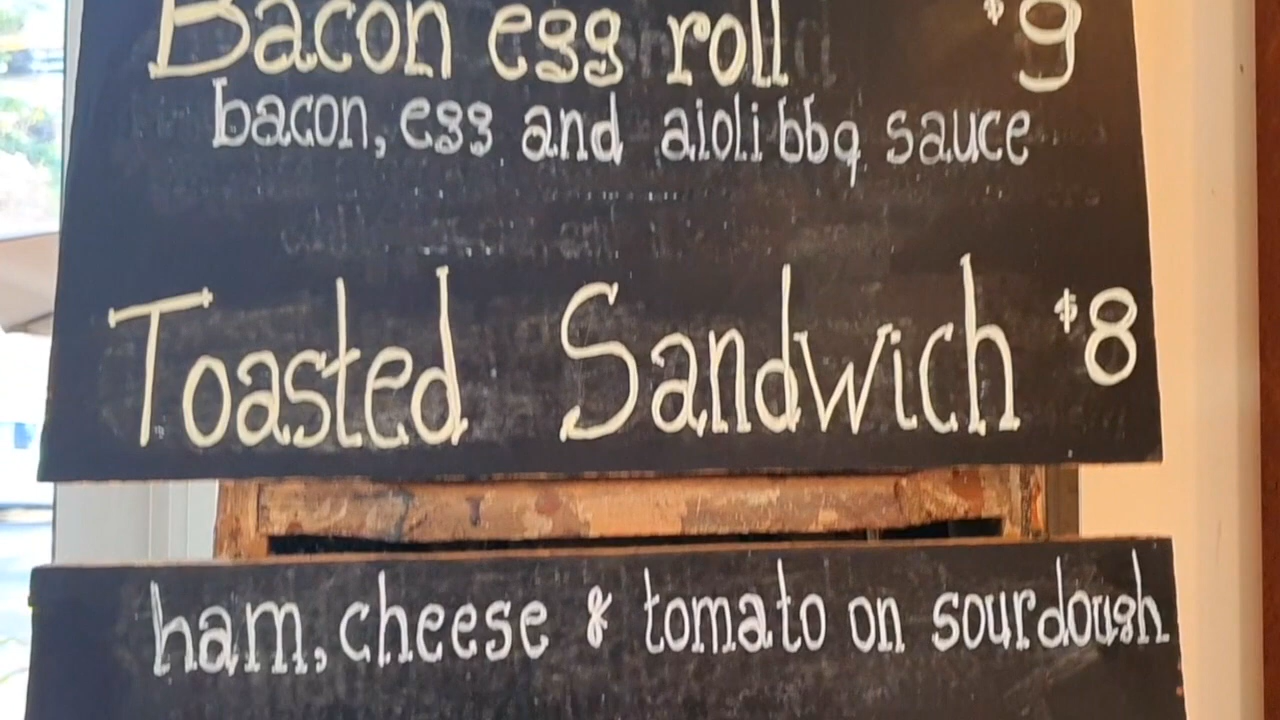 Bacon egg roll $9
bacon, egg and aioli bbq sauce
Toasted Sandwich $8
ham, cheese & tomato on sourdough